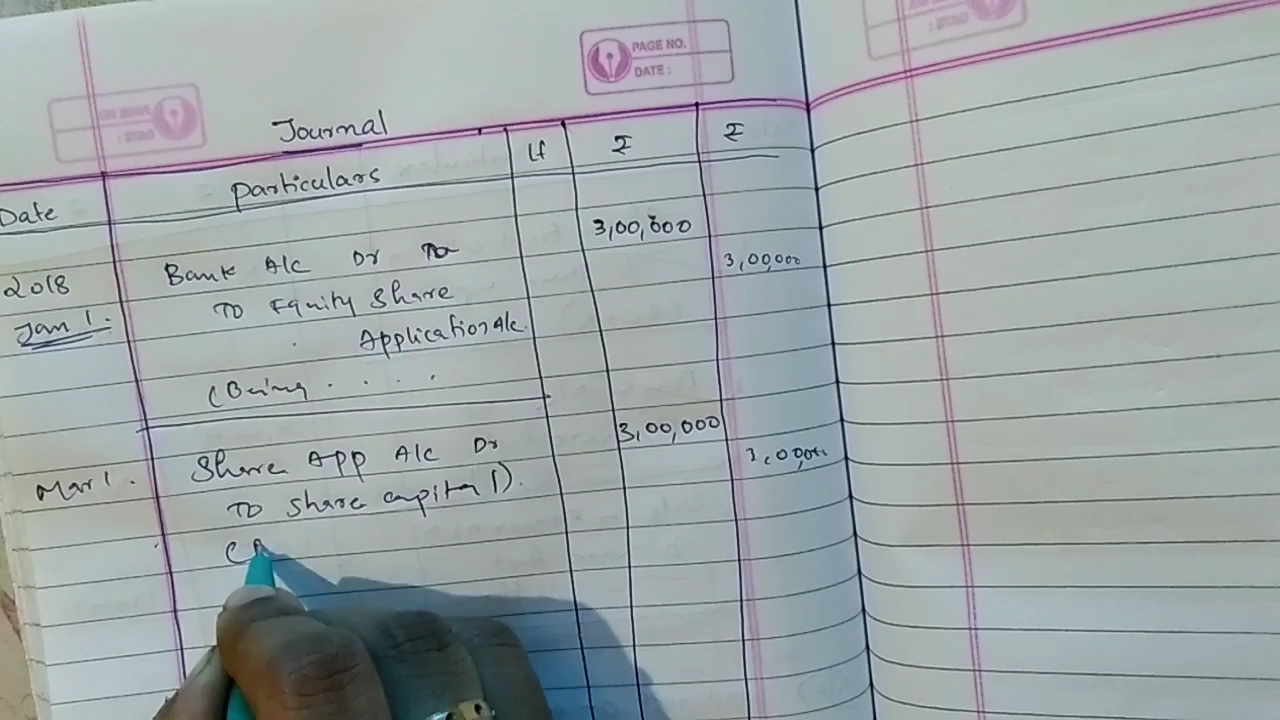 PAGE NO.
DATE :
Journal
Date Particulars Lf ₹ ₹
2018 Bank A/c Dr To 3,00,000
Jan 1. To Equity Share 3,00,000
Application A/c.
(Being . . . .
Mar 1. Share App A/c Dr 3,00,000
To share capital). 3,00,000
(B